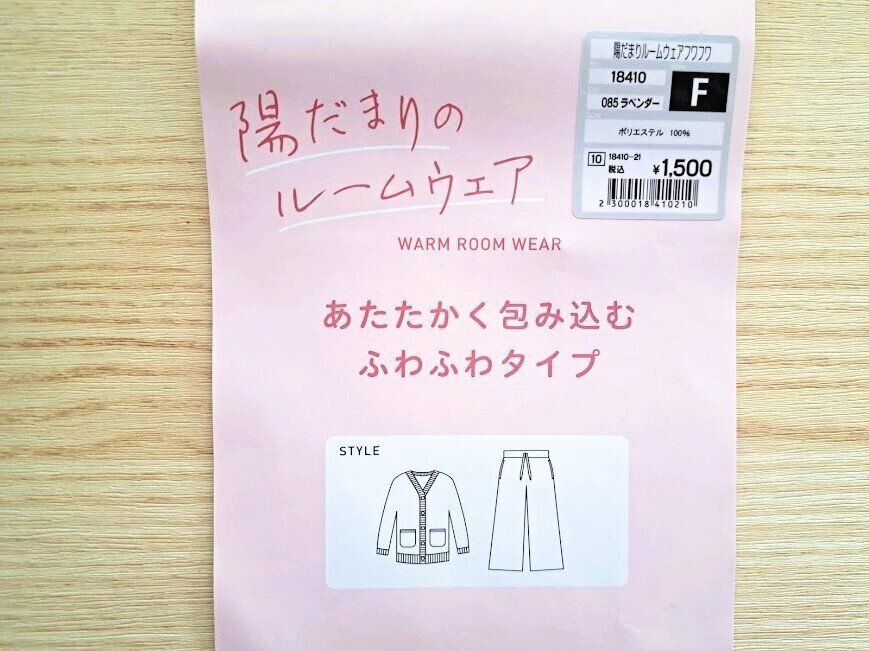 陽だまりの
ルームウェア
WARM ROOM WEAR
あたたかく包み込む
ふわふわタイプ
STYLE
陽だまりルームウェアフワフワ
18410
F
085 ラベンダー
ポリエステル 100%
10 18410-21
税込 ¥1,500
2 300018 410210